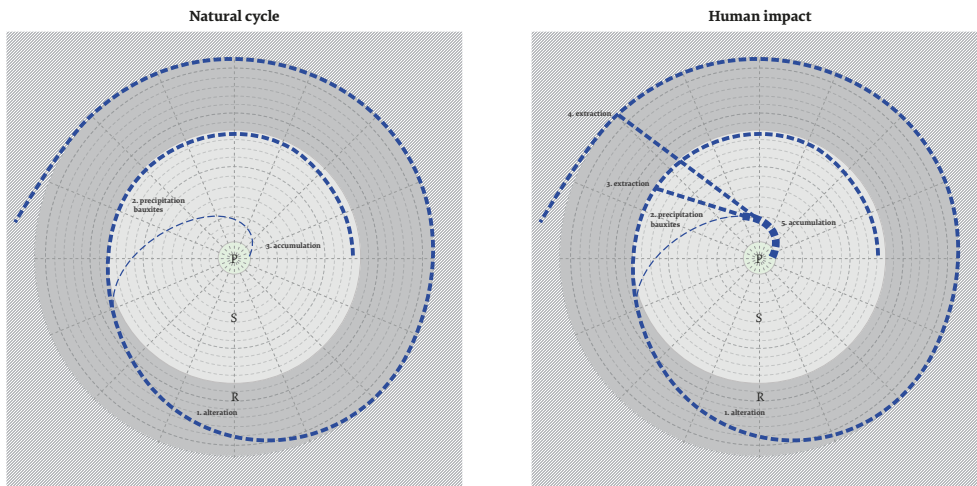 Natural cycle
2. precipitation
bauxites
3. accumulation
P
S
R
1. alteration
Human impact
4. extraction
3. extraction
2. precipitation
bauxites
5. accumulation
P
S
R
1. alteration